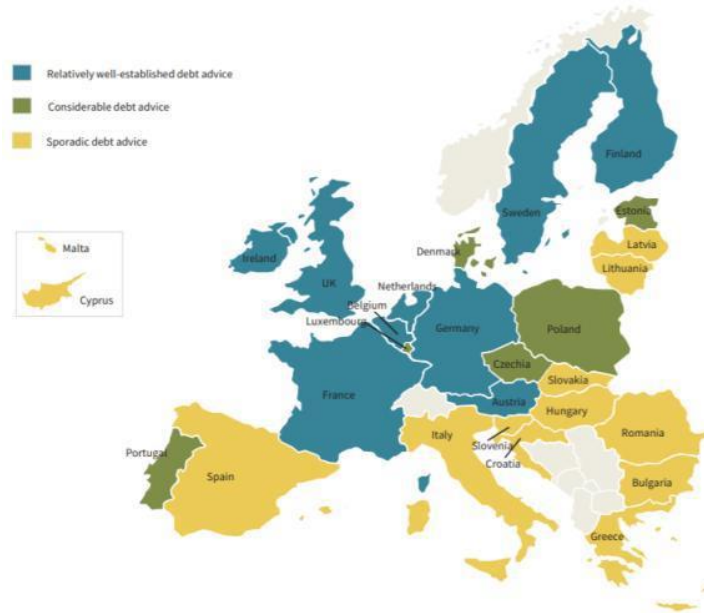 Relatively well-established debt advice
Considerable debt advice
Sporadic debt advice
Finland
Sweden
Estonia
Malta
Cyprus
Ireland
Denmark
Latvia
Lithuania
UK
Netherlands
Belgium
Luxembourg
Germany
Poland
Czechia
Slovakia
France
Austria
Hungary
Italy
Slovenia
Croatia
Romania
Portugal
Spain
Bulgaria
Greece